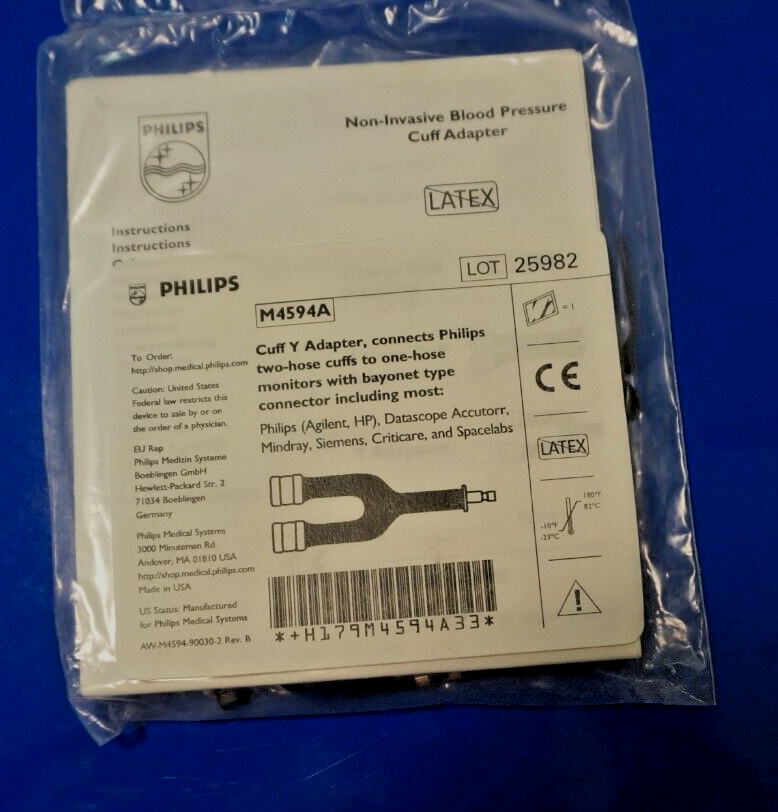 PHILIPS
Non-Invasive Blood Pressure
Cuff Adapter
LATEX
Instructions
Instructions
PHILIPS
LOT 25982
M4594A
Cuff Y Adapter, connects Philips
two-hose cuffs to one-hose
monitors with bayonet type
connector including most:
Philips (Agilent, HP), Datascope Accutorr,
Mindray, Siemens, Criticare, and Spacelabs
To Order:
http://shop.medical.philips.com
Caution: United States
Federal law restricts this
device to sale by or on
the order of a physician.
EU Rep
Philips Medizin Systeme
Boeblingen GmbH
Hewlett-Packard Str. 2
71034 Boeblingen
Germany
Philips Medical Systems
3000 Minuteman Rd.
Andover, MA 01810 USA
http://shop.medical.philips.com
Made in USA
US Status: Manufactured
for Philips Medical Systems
AW-M4594-90030-2 Rev. B
*+H179M4594A33*
= 1
CE
LATEX
180°F
82°C
-10°F
-23°C